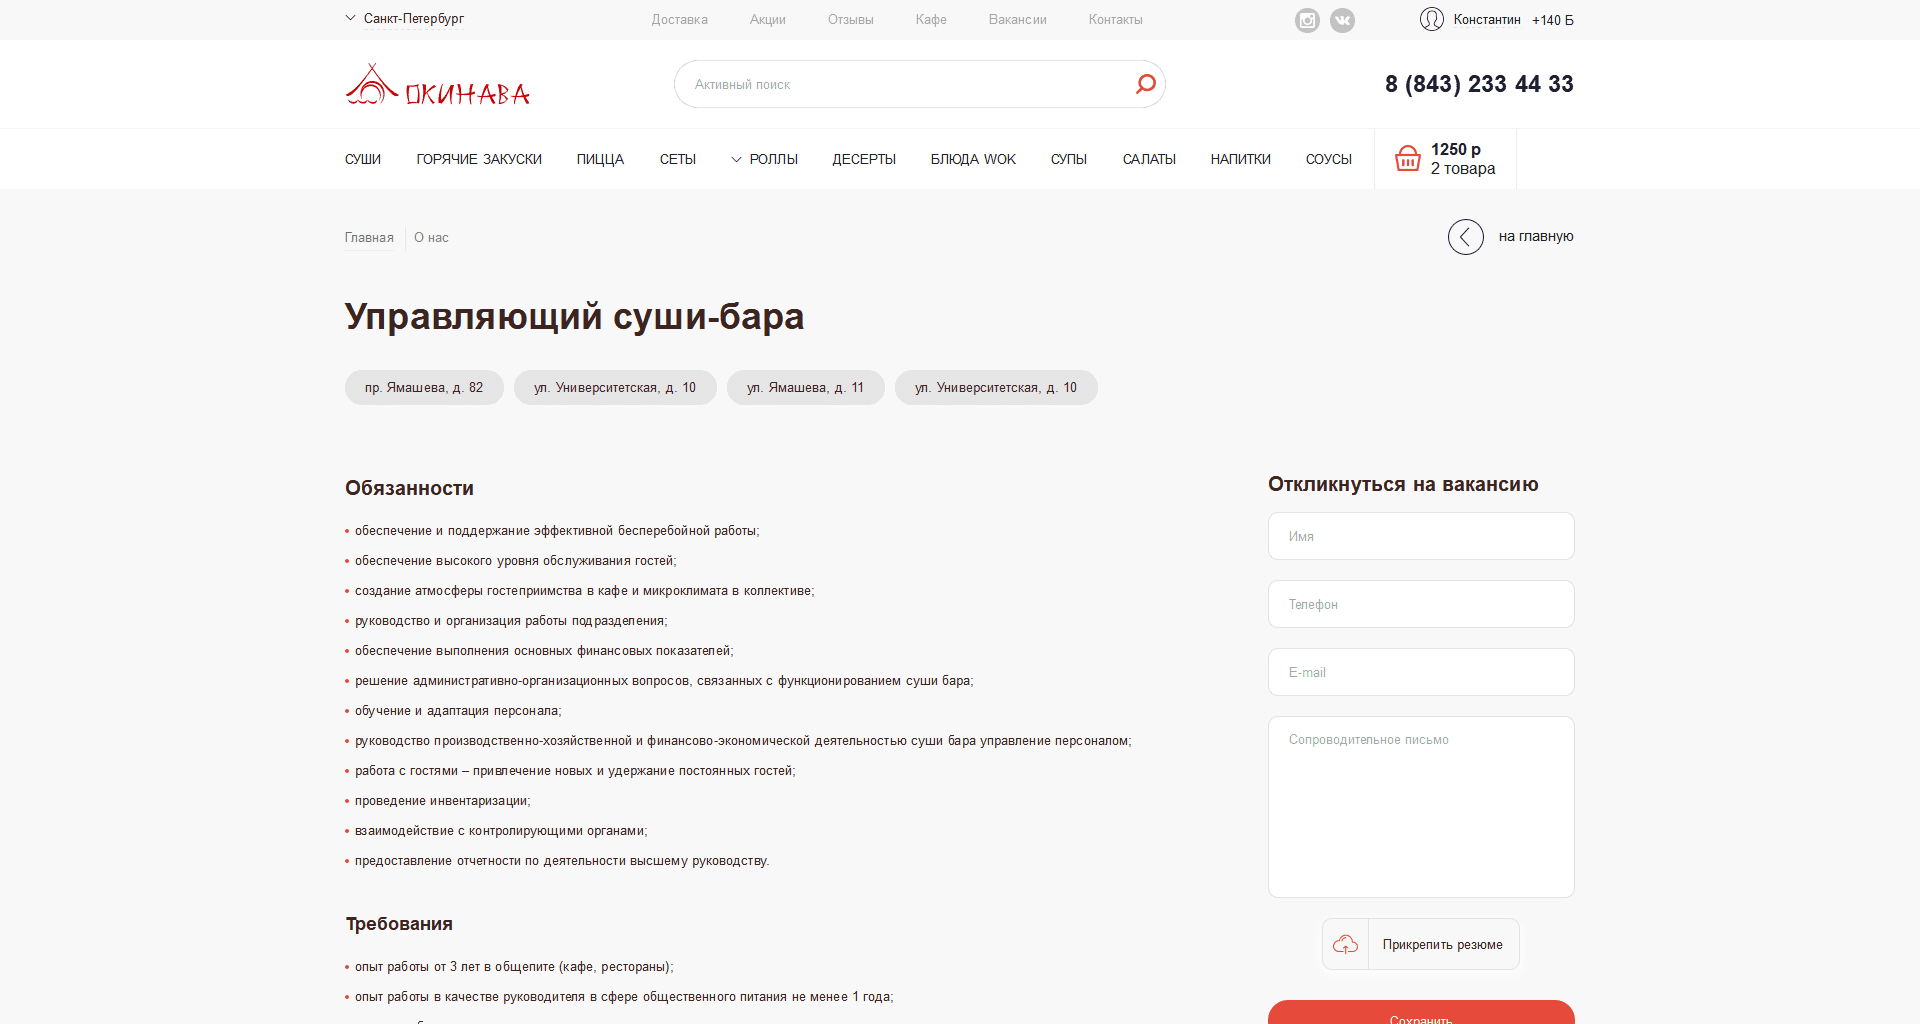 Санкт-Петербург
Доставка Акции Отзывы Кафе Вакансии Контакты
Константин +140 Б
ОКИНАВА
Активный поиск
8 (843) 233 44 33
СУШИ ГОРЯЧИЕ ЗАКУСКИ ПИЦЦА СЕТЫ РОЛЛЫ ДЕСЕРТЫ БЛЮДА WOK СУПЫ САЛАТЫ НАПИТКИ СОУСЫ
1250 р
2 товара
Главная О нас
на главную
Управляющий суши-бара
пр. Ямашева, д. 82 ул. Университетская, д. 10 ул. Ямашева, д. 11 ул. Университетская, д. 10
Обязанности
обеспечение и поддержание эффективной бесперебойной работы;
обеспечение высокого уровня обслуживания гостей;
создание атмосферы гостеприимства в кафе и микроклимата в коллективе;
руководство и организация работы подразделения;
обеспечение выполнения основных финансовых показателей;
решение административно-организационных вопросов, связанных с функционированием суши бара;
обучение и адаптация персонала;
руководство производственно-хозяйственной и финансово-экономической деятельностью суши бара управление персоналом;
работа с гостями – привлечение новых и удержание постоянных гостей;
проведение инвентаризации;
взаимодействие с контролирующими органами;
предоставление отчетности по деятельности высшему руководству.
Требования
опыт работы от 3 лет в общепите (кафе, рестораны);
опыт работы в качестве руководителя в сфере общественного питания не менее 1 года;
Откликнуться на вакансию
Имя
Телефон
E-mail
Сопроводительное письмо
Прикрепить резюме
Сохранить